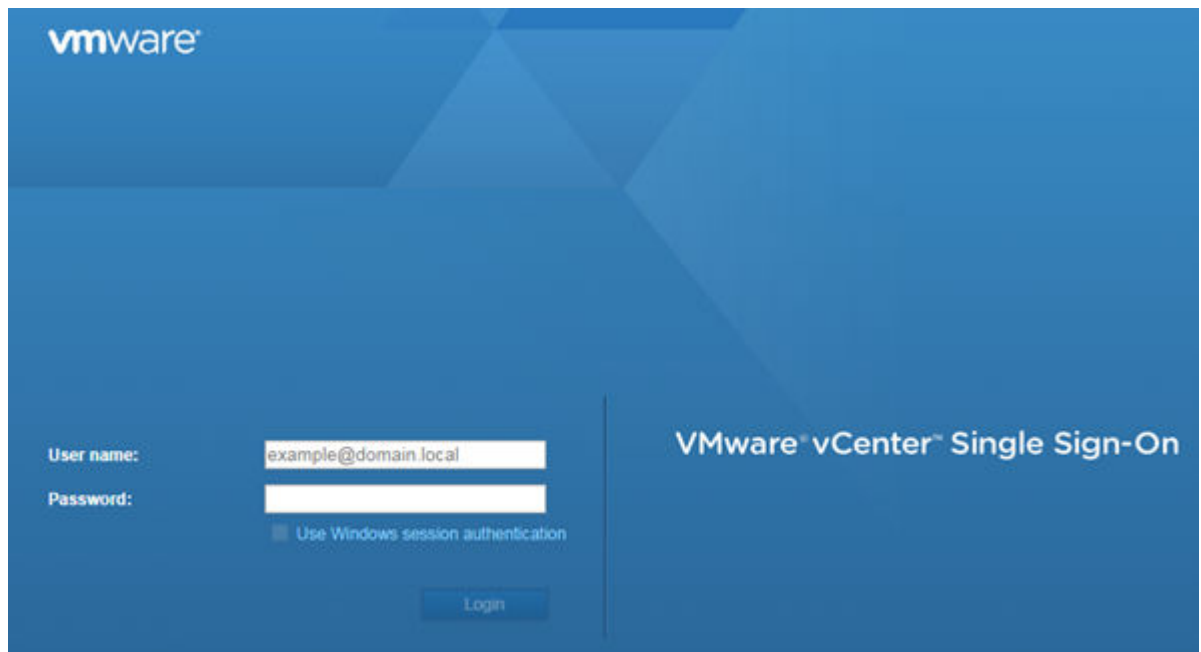 vmware®
User name:
example@domain.local
Password:
Use Windows session authentication
Login
VMware® vCenter™ Single Sign-On